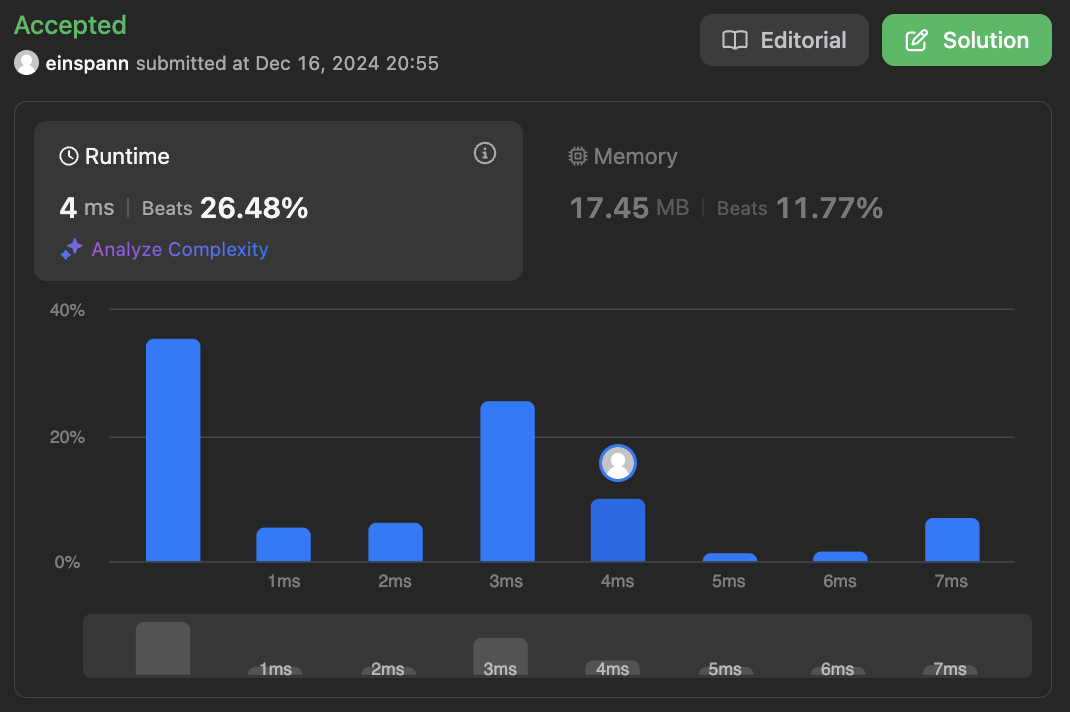 Accepted
einspann submitted at Dec 16, 2024 20:55
Editorial
Solution
Runtime
4 ms | Beats 26.48%
Analyze Complexity
Memory
17.45 MB | Beats 11.77%
40%
20%
0%
1ms 2ms 3ms 4ms 5ms 6ms 7ms
1ms 2ms 3ms 4ms 5ms 6ms 7ms